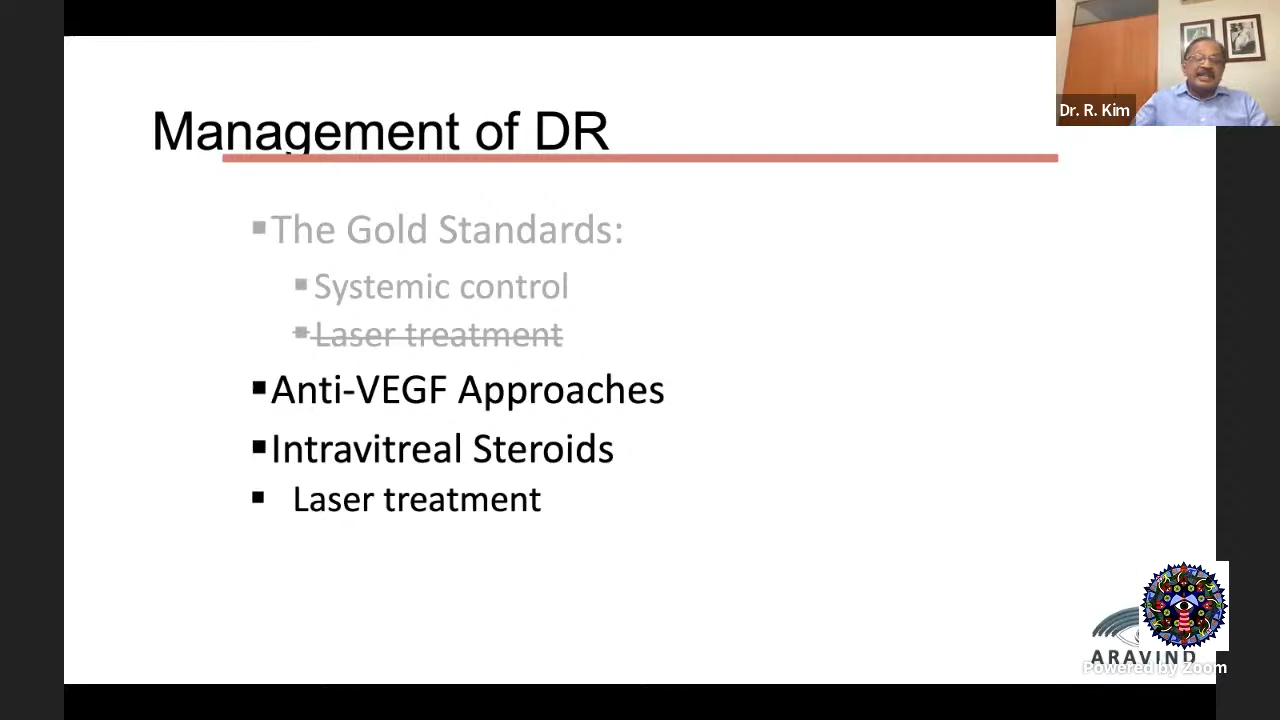 Dr. R. Kim
Management of DR
▪The Gold Standards:
▪Systemic control
▪Laser treatment
▪Anti-VEGF Approaches
▪Intravitreal Steroids
▪ Laser treatment
ARAVIND
Powered by Zoom